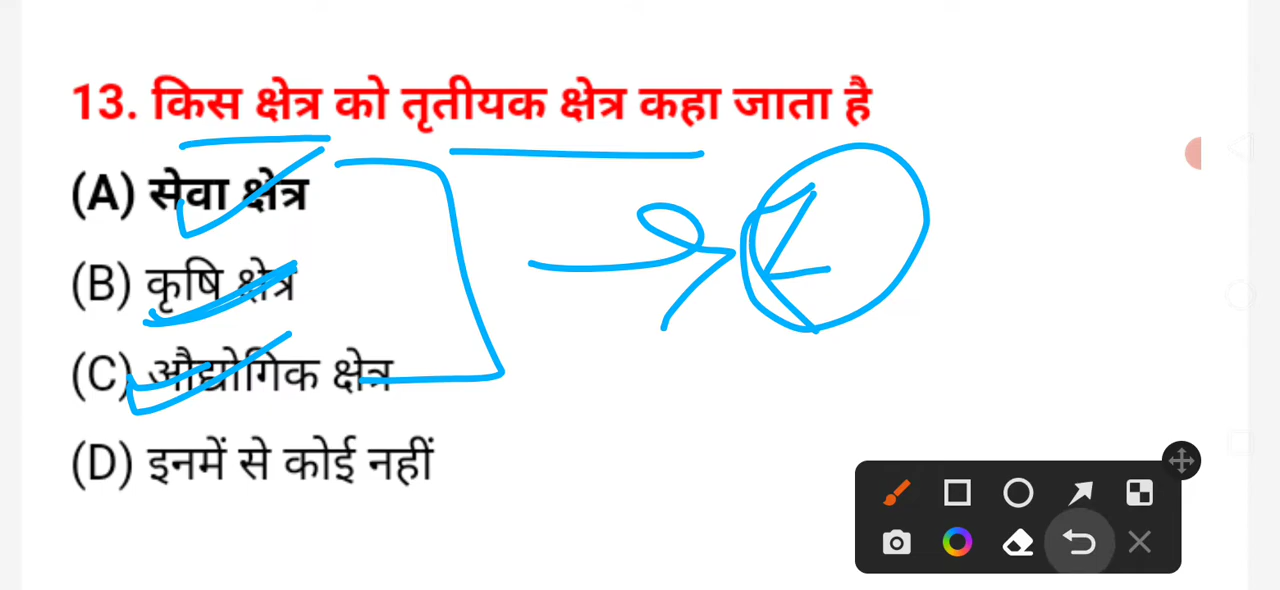 13. किस क्षेत्र को तृतीयक क्षेत्र कहा जाता है
(A) सेवा क्षेत्र
(B) कृषि क्षेत्र
(C) औद्योगिक क्षेत्र
(D) इनमें से कोई नहीं